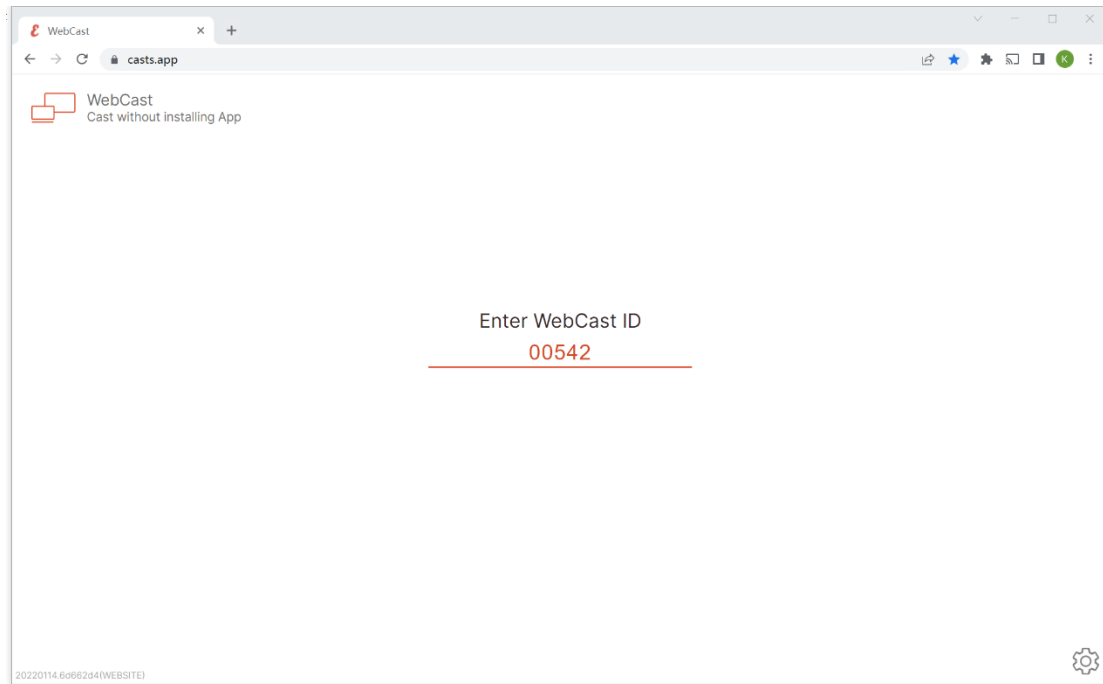 WebCast
casts.app
K
WebCast
Cast without installing App
Enter WebCast ID
00542
20220114.6d662d4(WEBSITE)